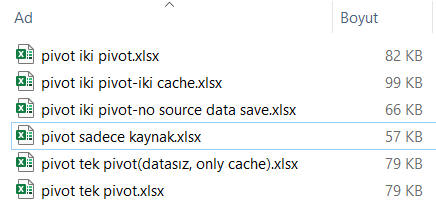 Ad Boyut
pivot iki pivot.xlsx 82 KB
pivot iki pivot-iki cache.xlsx 99 KB
pivot iki pivot-no source data save.xlsx 66 KB
pivot sadece kaynak.xlsx 57 KB
pivot tek pivot(datasız, only cache).xlsx 79 KB
pivot tek pivot.xlsx 79 KB